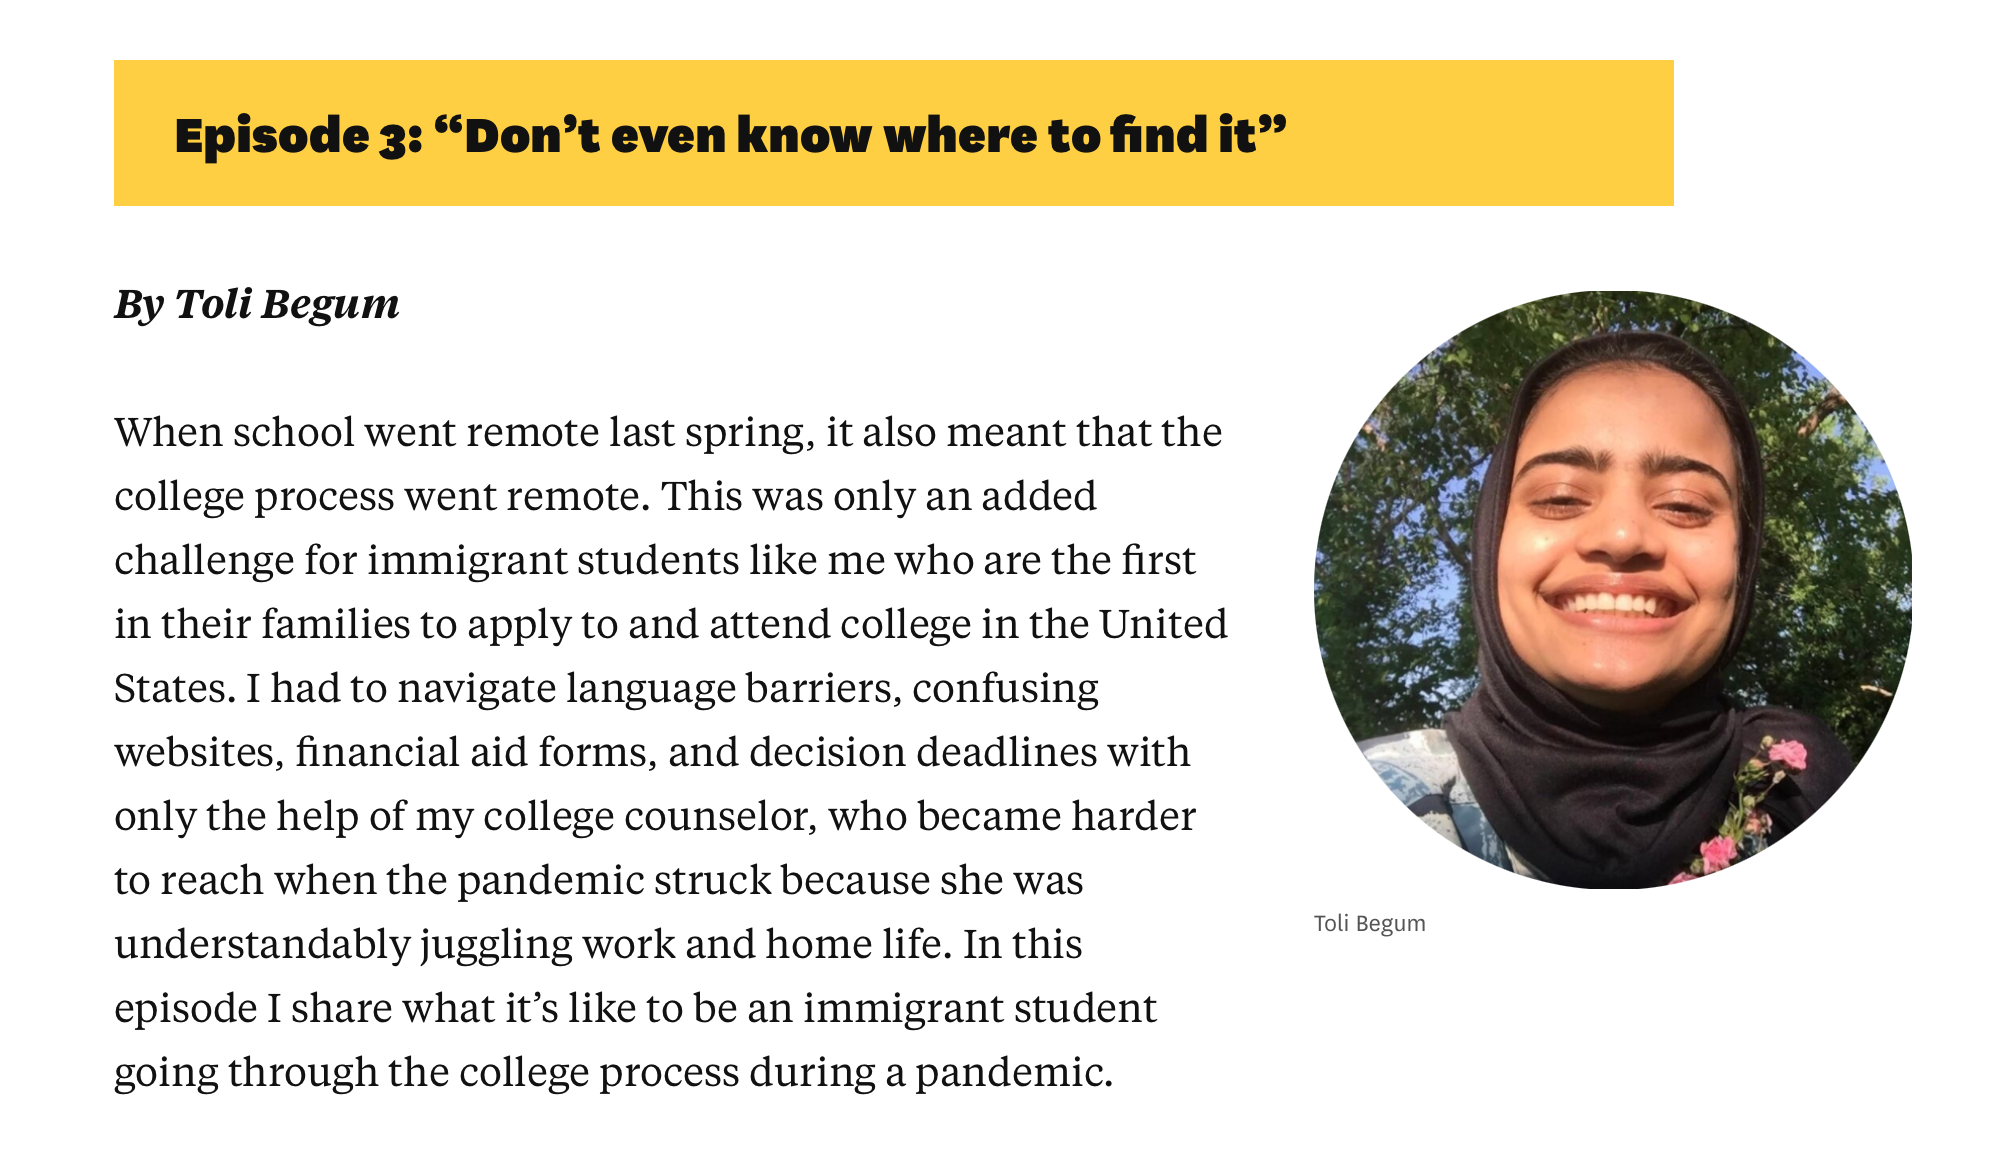 Episode 3: “Don’t even know where to find it”
By Toli Begum
When school went remote last spring, it also meant that the
college process went remote. This was only an added
challenge for immigrant students like me who are the first
in their families to apply to and attend college in the United
States. I had to navigate language barriers, confusing
websites, financial aid forms, and decision deadlines with
only the help of my college counselor, who became harder
to reach when the pandemic struck because she was
understandably juggling work and home life. In this
episode I share what it’s like to be an immigrant student
going through the college process during a pandemic.
Toli Begum